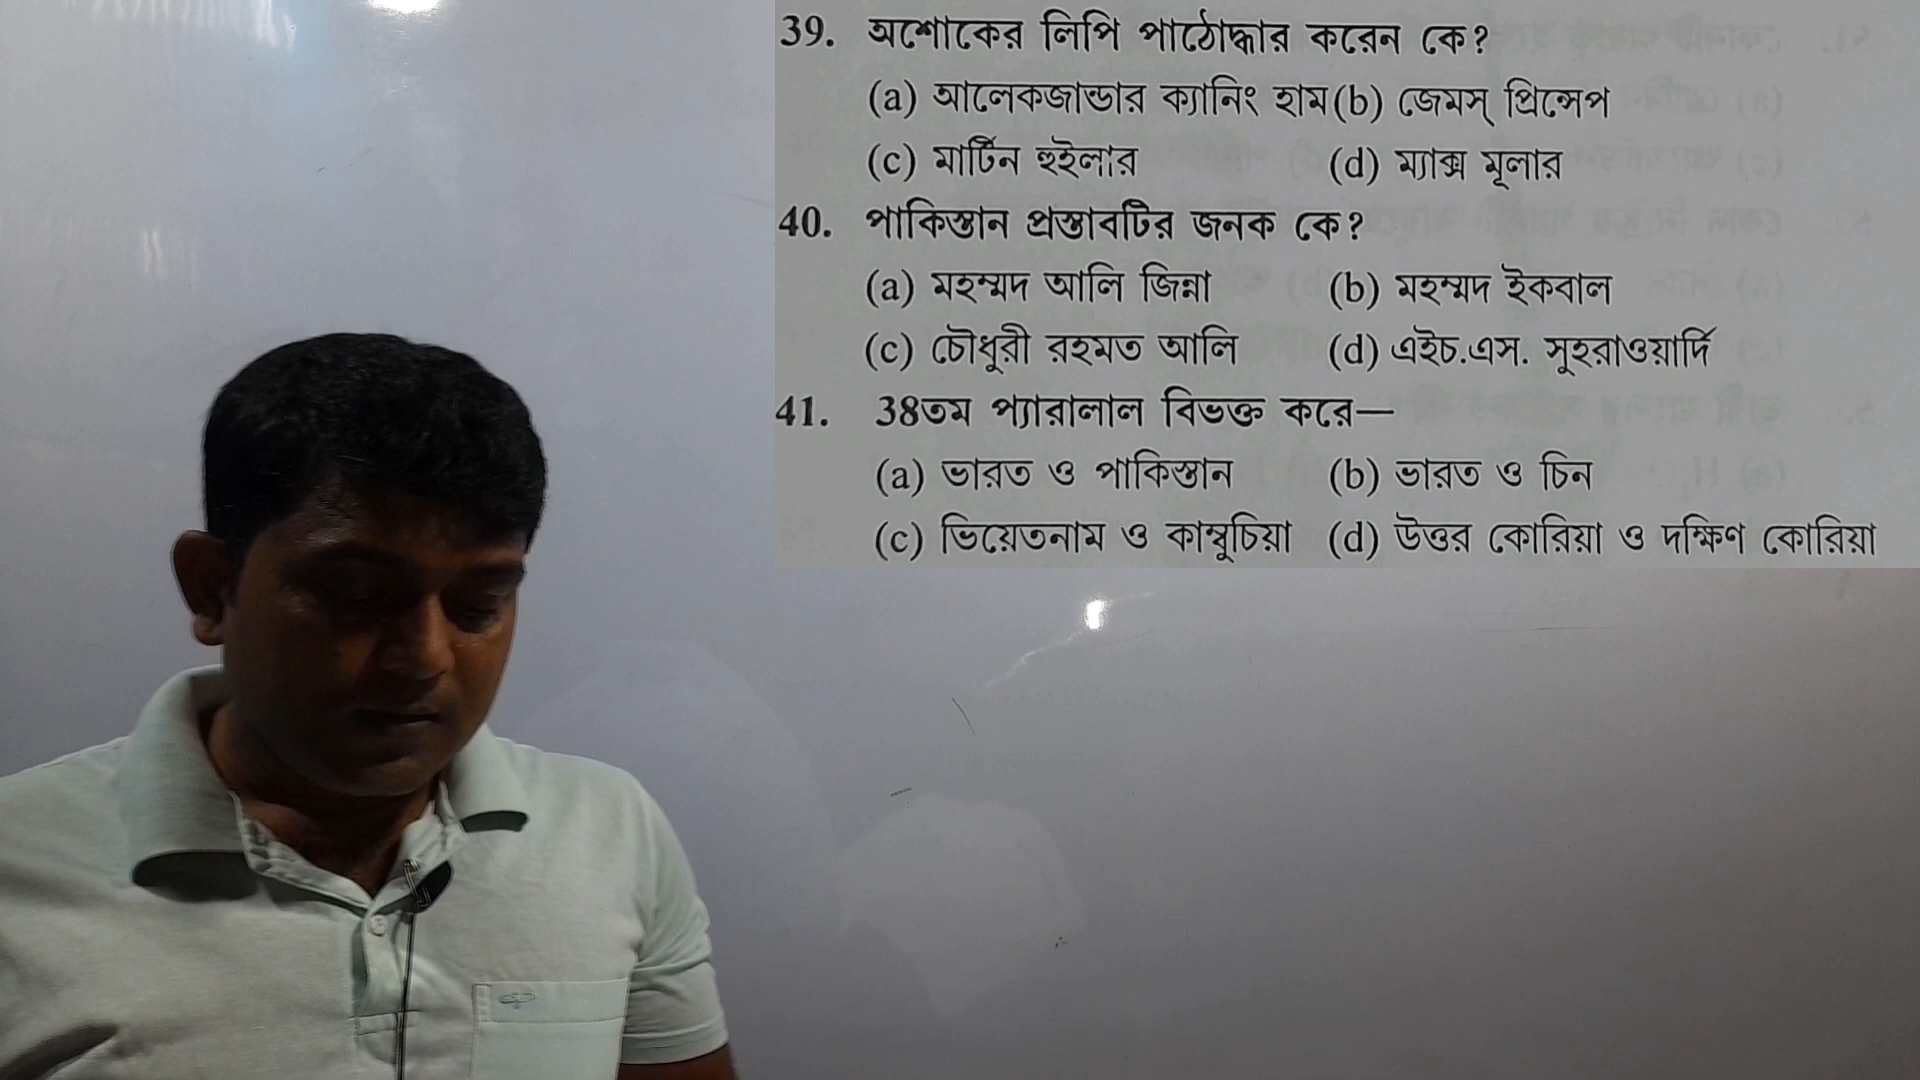 39. অশোকের লিপি পাঠোদ্ধার করেন কে?
(a) আলেকজান্ডার ক্যানিং হাম (b) জেমস্ প্রিন্সেপ
(c) মার্টিন হুইলার (d) ম্যাক্স মূলার
40. পাকিস্তান প্রস্তাবটির জনক কে?
(a) মহম্মদ আলি জিন্না (b) মহম্মদ ইকবাল
(c) চৌধুরী রহমত আলি (d) এইচ.এস. সুহরাওয়ার্দি
41. 38তম প্যারালাল বিভক্ত করে—
(a) ভারত ও পাকিস্তান (b) ভারত ও চিন
(c) ভিয়েতনাম ও কাম্বুচিয়া (d) উত্তর কোরিয়া ও দক্ষিণ কোরিয়া